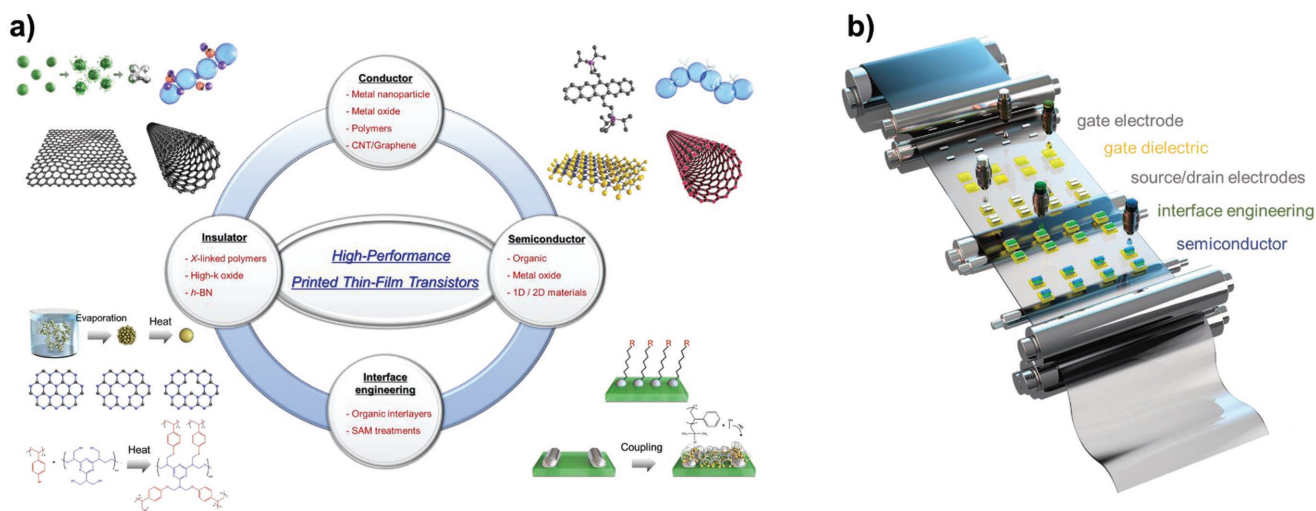 a)
Conductor
- Metal nanoparticle
- Metal oxide
- Polymers
- CNT/Graphene
Insulator
- X-linked polymers
- High-k oxide
- h-BN
High-Performance
Printed Thin-Film Transistors
Semiconductor
- Organic
- Metal oxide
- 1D / 2D materials
Interface
engineering
- Organic interlayers
- SAM treatments
Evaporation
Heat
Heat
R R R R
Coupling
b)
gate electrode
gate dielectric
source/drain electrodes
interface engineering
semiconductor